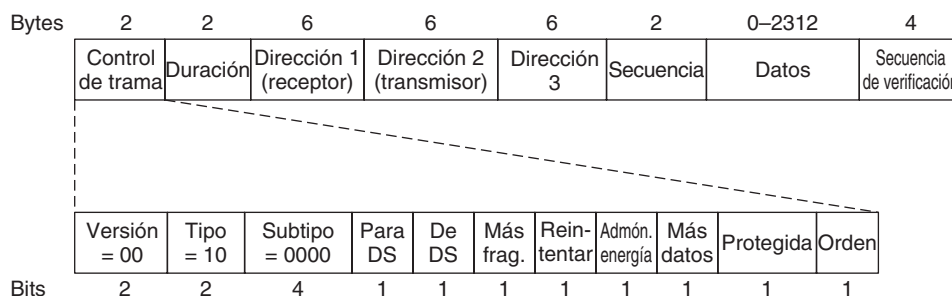 Bytes 2 2 6 6 6 2 0–2312 4
Control de trama Duración Dirección 1 (receptor) Dirección 2 (transmisor) Dirección 3 Secuencia Datos Secuencia de verificación
Versión = 00 Tipo = 10 Subtipo = 0000 Para DS De DS Más frag. Rein- tentar Admón. energía Más datos Protegida Orden
Bits 2 2 4 1 1 1 1 1 1 1 1